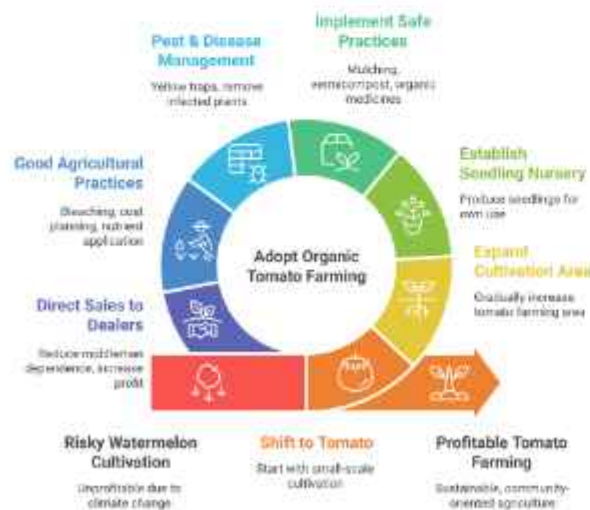 Implement Safe
Practices
Mulching,
vermicompost, organic
medicines
Pest & Disease
Management
Yellow traps, remove
infected plants
Good Agricultural
Practices
Bleaching, cost
planning, nutrient
application
Establish
Seedling Nursery
Produce seedlings for
own use
Adopt Organic
Tomato Farming
Expand
Cultivation Area
Gradually increase
tomato farming area
Direct Sales to
Dealers
Reduce middleman
dependence, increase
profit
Risky Watermelon
Cultivation
Unprofitable due to
climate change
Shift to Tomato
Start with small-scale
cultivation
Profitable Tomato
Farming
Sustainable, community-
oriented agriculture